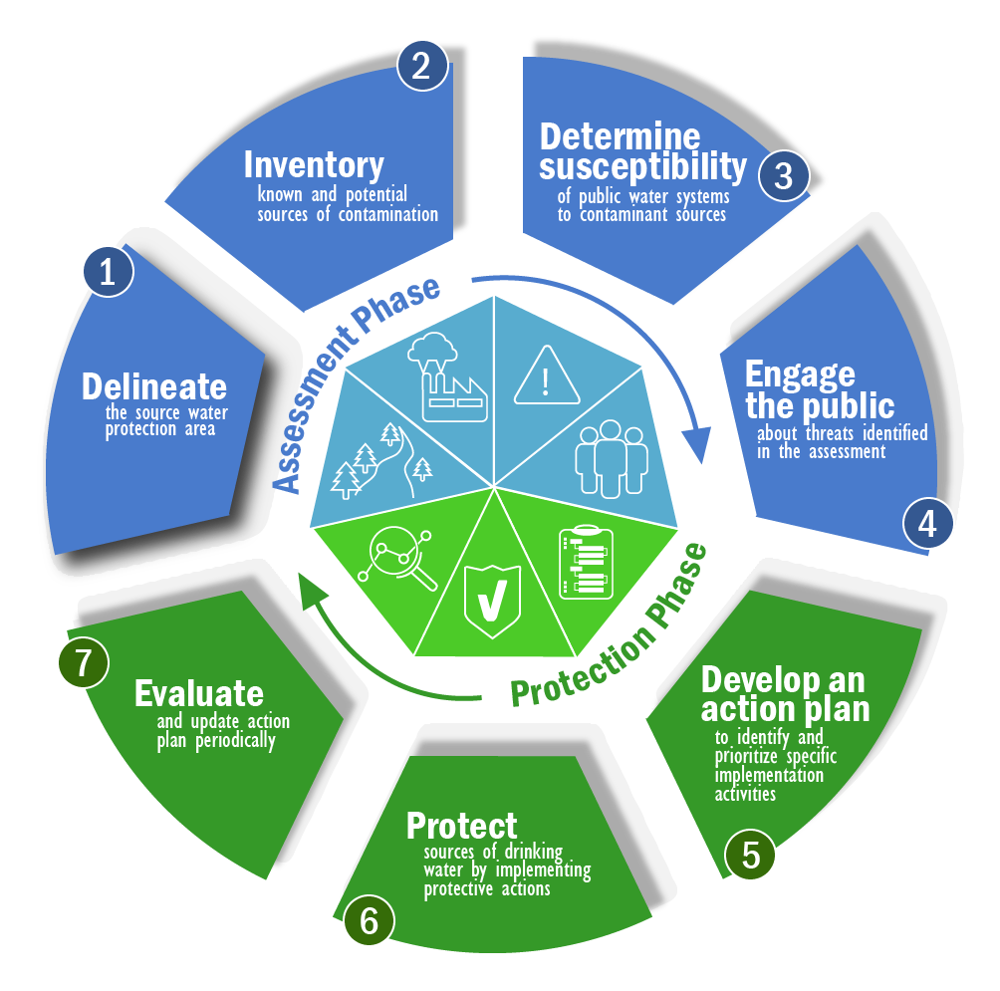 1
Delineate
the source water
protection area
2
Inventory
known and potential
sources of contamination
3
Determine
susceptibility
of public water systems
to contaminant sources
4
Engage
the public
about threats identified
in the assessment
5
Develop an
action plan
to identify and
prioritize specific
implementation
activities
6
Protect
sources of drinking
water by implementing
protective actions
7
Evaluate
and update action
plan periodically
Assessment Phase
!
Protection Phase